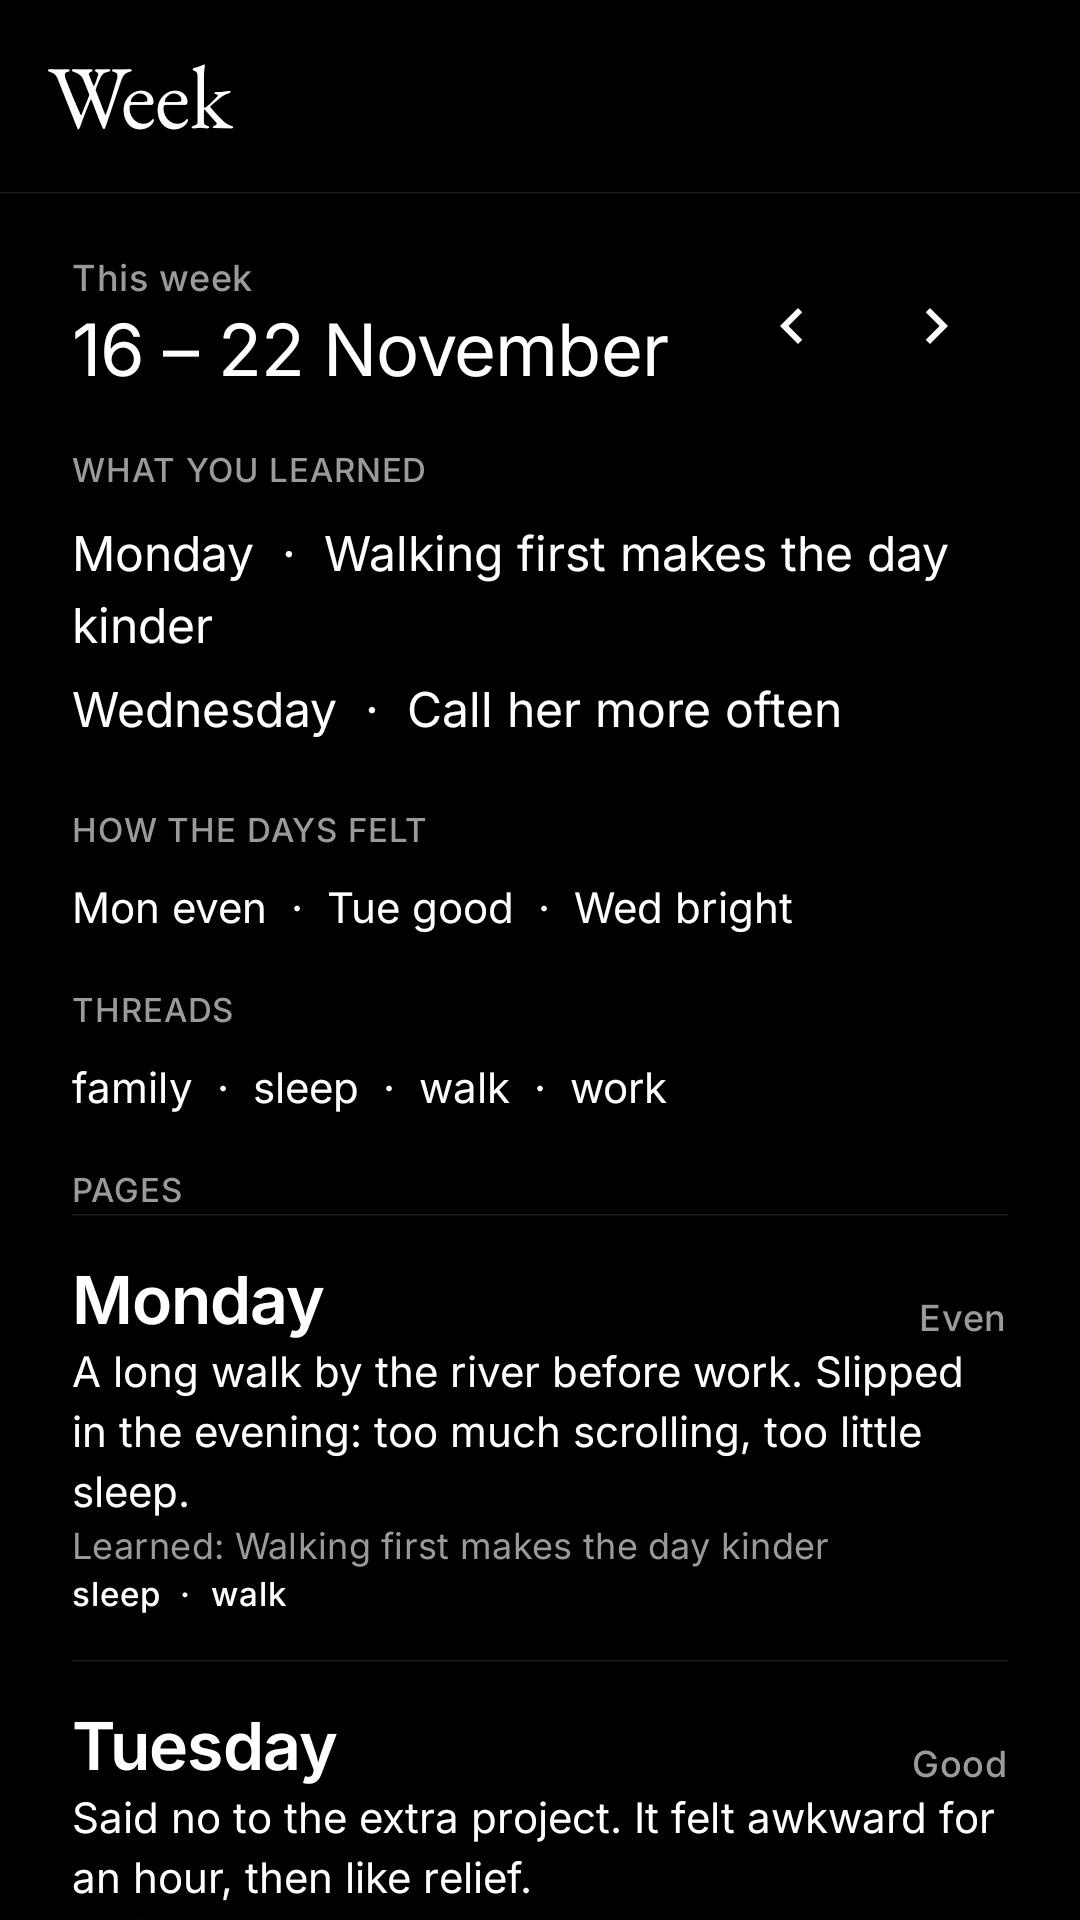 Week
This week
16 – 22 November
WHAT YOU LEARNED
Monday · Walking first makes the day
kinder
Wednesday · Call her more often
HOW THE DAYS FELT
Mon even · Tue good · Wed bright
THREADS
family · sleep · walk · work
PAGES
Monday
Even
A long walk by the river before work. Slipped
in the evening: too much scrolling, too little
sleep.
Learned: Walking first makes the day kinder
sleep · walk
Tuesday
Good
Said no to the extra project. It felt awkward for
an hour, then like relief.